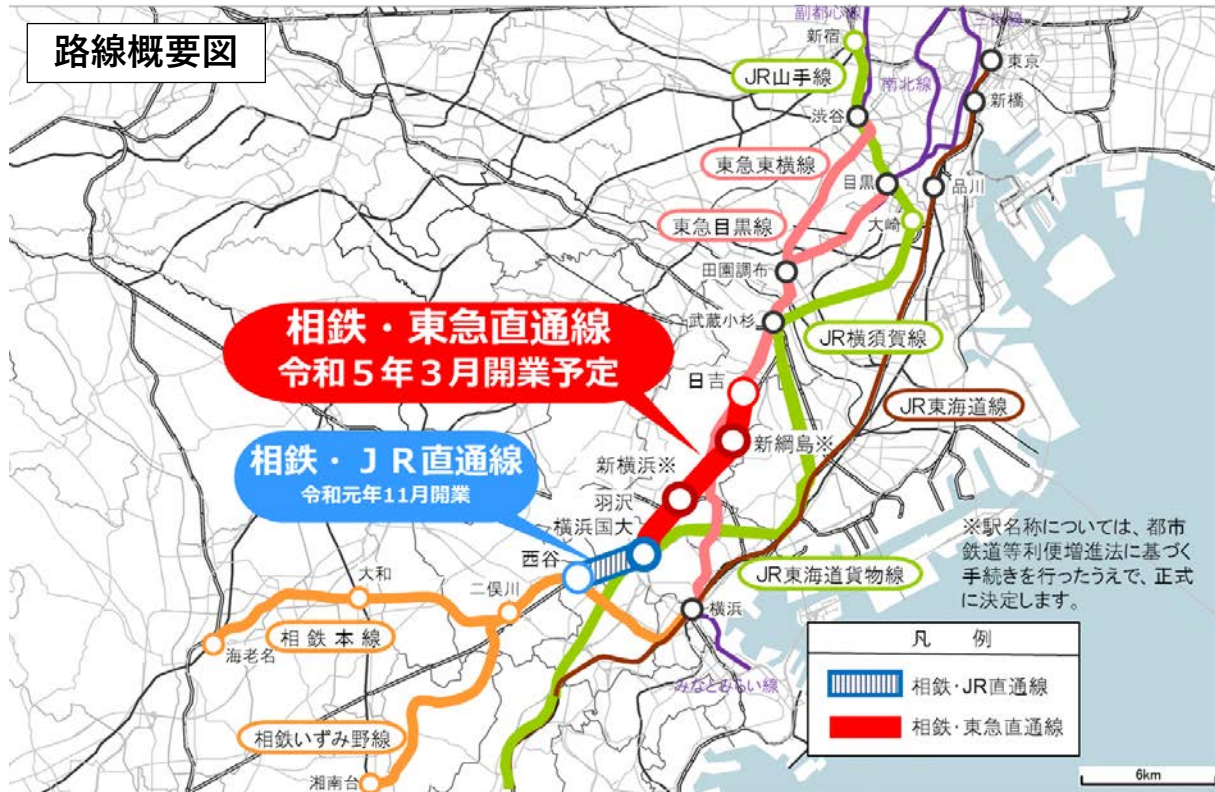 路線概要図
副都心線
三田線
新宿
東京
JR山手線
南北線
新橋
渋谷
東急東横線
目黒
品川
東急目黒線
大崎
田園調布
相鉄・東急直通線
令和5年3月開業予定
武蔵小杉
JR横須賀線
日吉
JR東海道線
相鉄・JR直通線
令和元年11月開業
新綱島※
新横浜※
羽沢
横浜国大
西谷
※駅名称については、都市
鉄道等利便増進法に基づく
手続きを行ったうえで、正式
に決定します。
大和
二俣川
JR東海道貨物線
横浜
相鉄本線
海老名
みなとみらい線
凡 例
相鉄・JR直通線
相鉄・東急直通線
相鉄いずみ野線
湘南台
6km